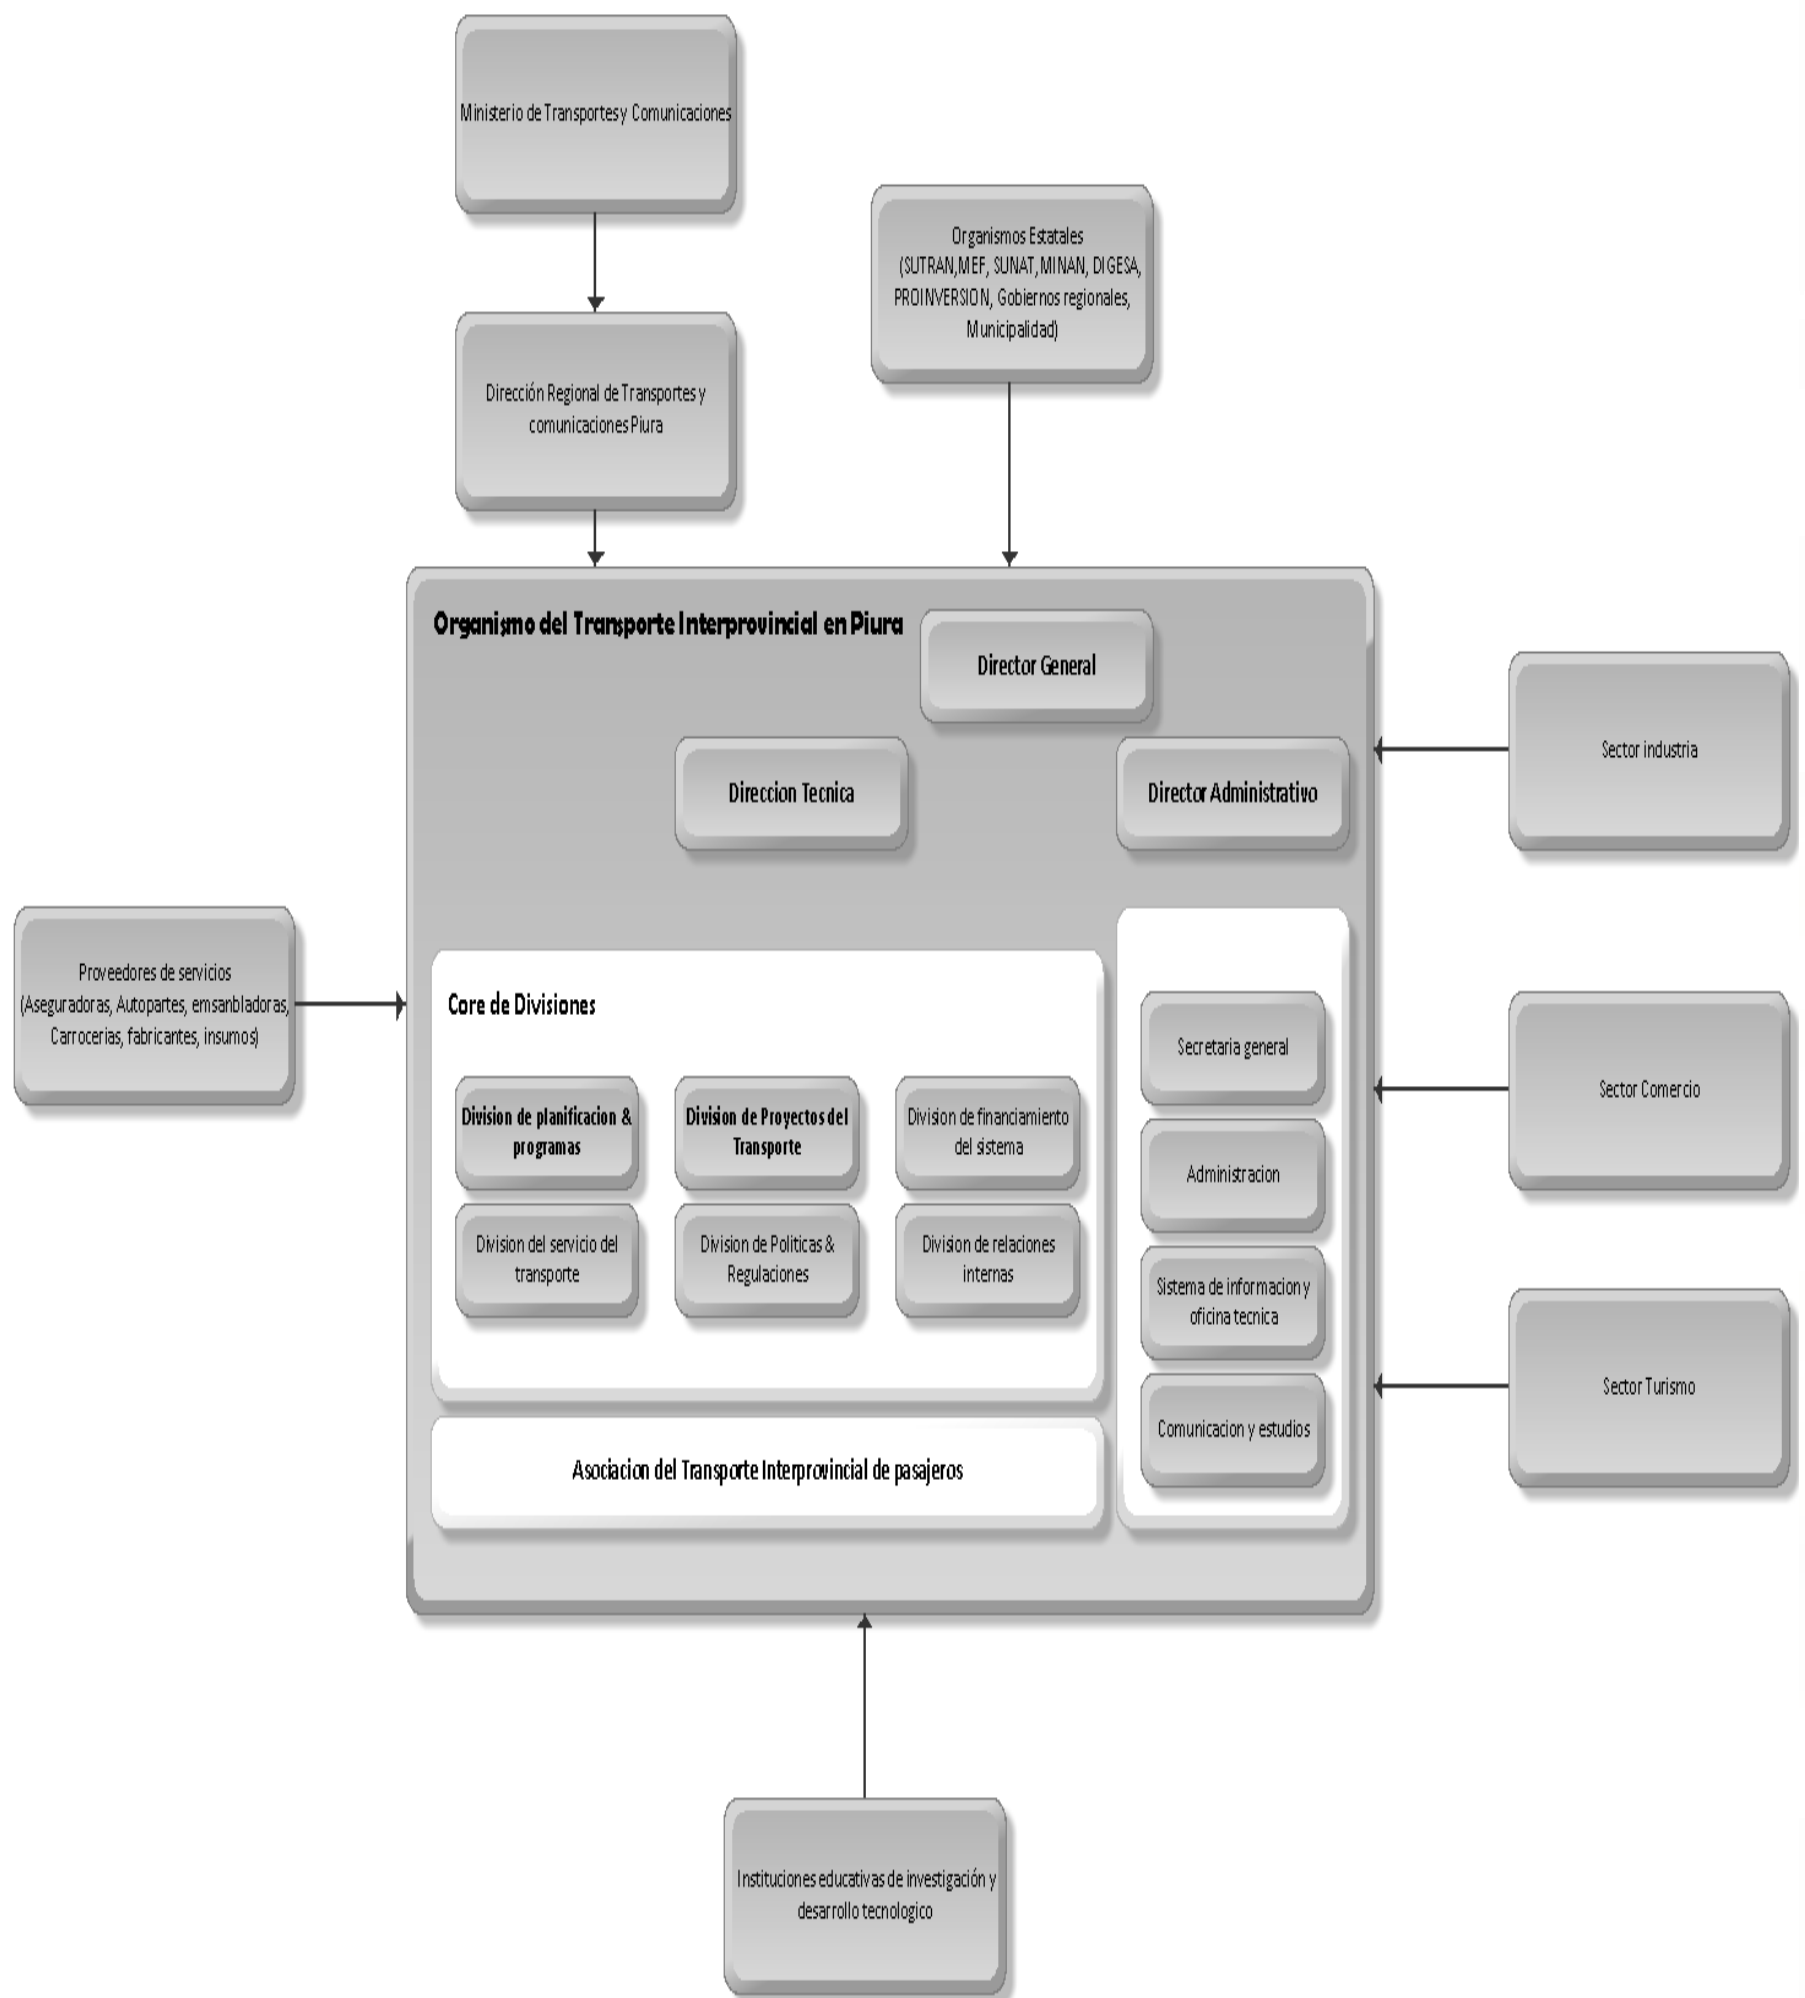 Ministerio de Transportes y Comunicaciones
Organismos Estatales
(SUTRAN,MEF, SUNAT,MINAN, DIGESA,
PROINVERSION, Gobiernos regionales,
Municipalidad)
Dirección Regional de Transportes y
comunicaciones Piura
Organismo del Transporte Interprovincial en Piura
Director General
Direccion Tecnica
Director Administrativo
Sector industria
Proveedores de servicios
(Aseguradoras, Autopartes, emsanbladoras,
Carrocerias, fabricantes, insumos)
Core de Divisiones
Division de planificacion &
programas
Division de Proyectos del
Transporte
Division de financiamiento
del sistema
Division del servicio del
transporte
Division de Politicas &
Regulaciones
Division de relaciones
internas
Asociacion del Transporte Interprovincial de pasajeros
Secretaria general
Administracion
Sistema de informacion y
oficina tecnica
Comunicacion y estudios
Sector Comercio
Sector Turismo
Instituciones educativas de investigación y
desarrollo tecnologico